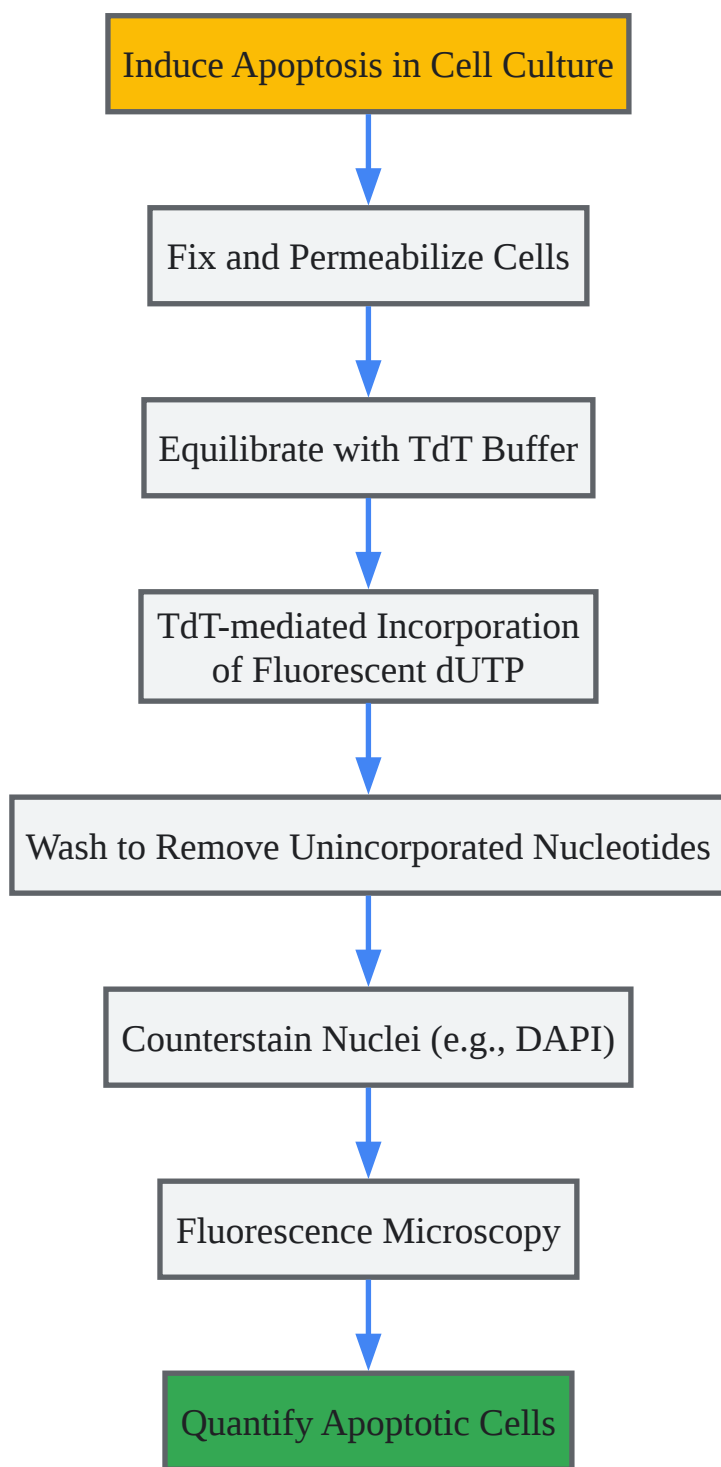 Induce Apoptosis in Cell Culture
Fix and Permeabilize Cells
Equilibrate with TdT Buffer
TdT-mediated Incorporation
of Fluorescent dUTP
Wash to Remove Unincorporated Nucleotides
Counterstain Nuclei (e.g., DAPI)
Fluorescence Microscopy
Quantify Apoptotic Cells